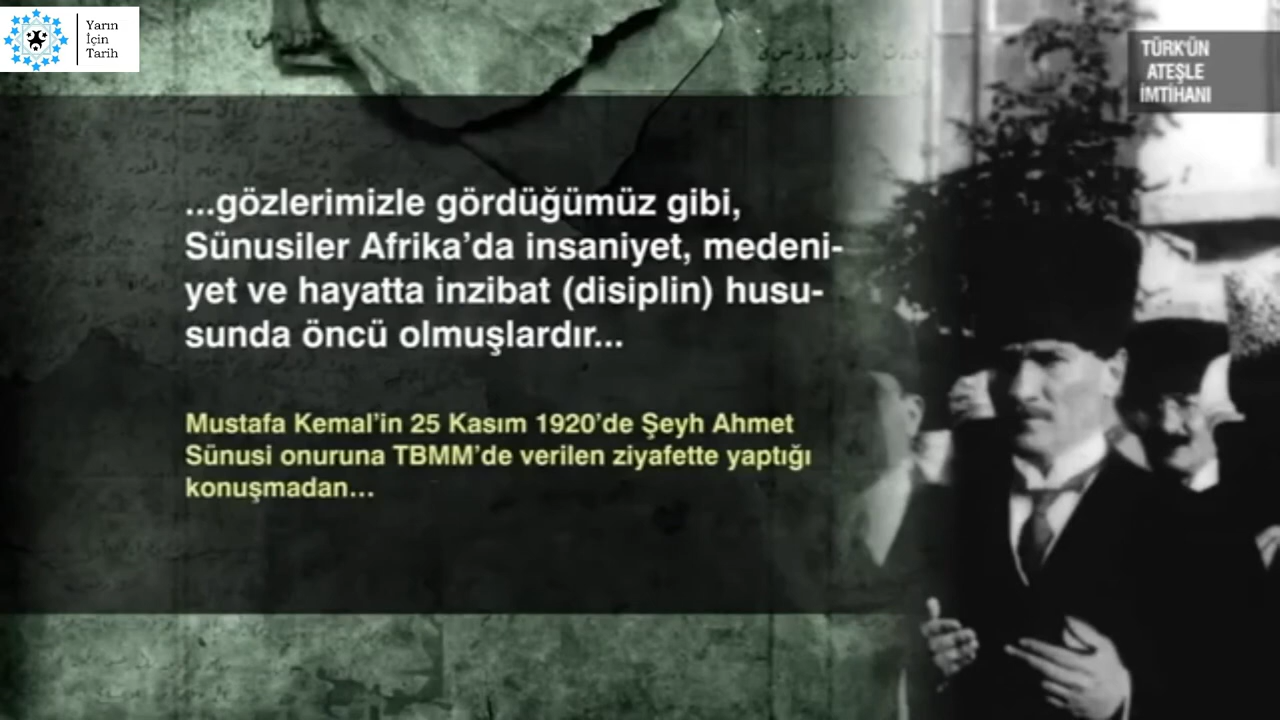 Yarın
İçin
Tarih
TÜRK'ÜN
ATEŞLE
İMTİHANI
...gözlerimizle gördüğümüz gibi,
Sünusiler Afrika'da insaniyet, medeni-
yet ve hayatta inzibat (disiplin) husu-
sunda öncü olmuşlardır...
Mustafa Kemal'in 25 Kasım 1920'de Şeyh Ahmet
Sünusi onuruna TBMM'de verilen ziyafette yaptığı
konuşmadan...